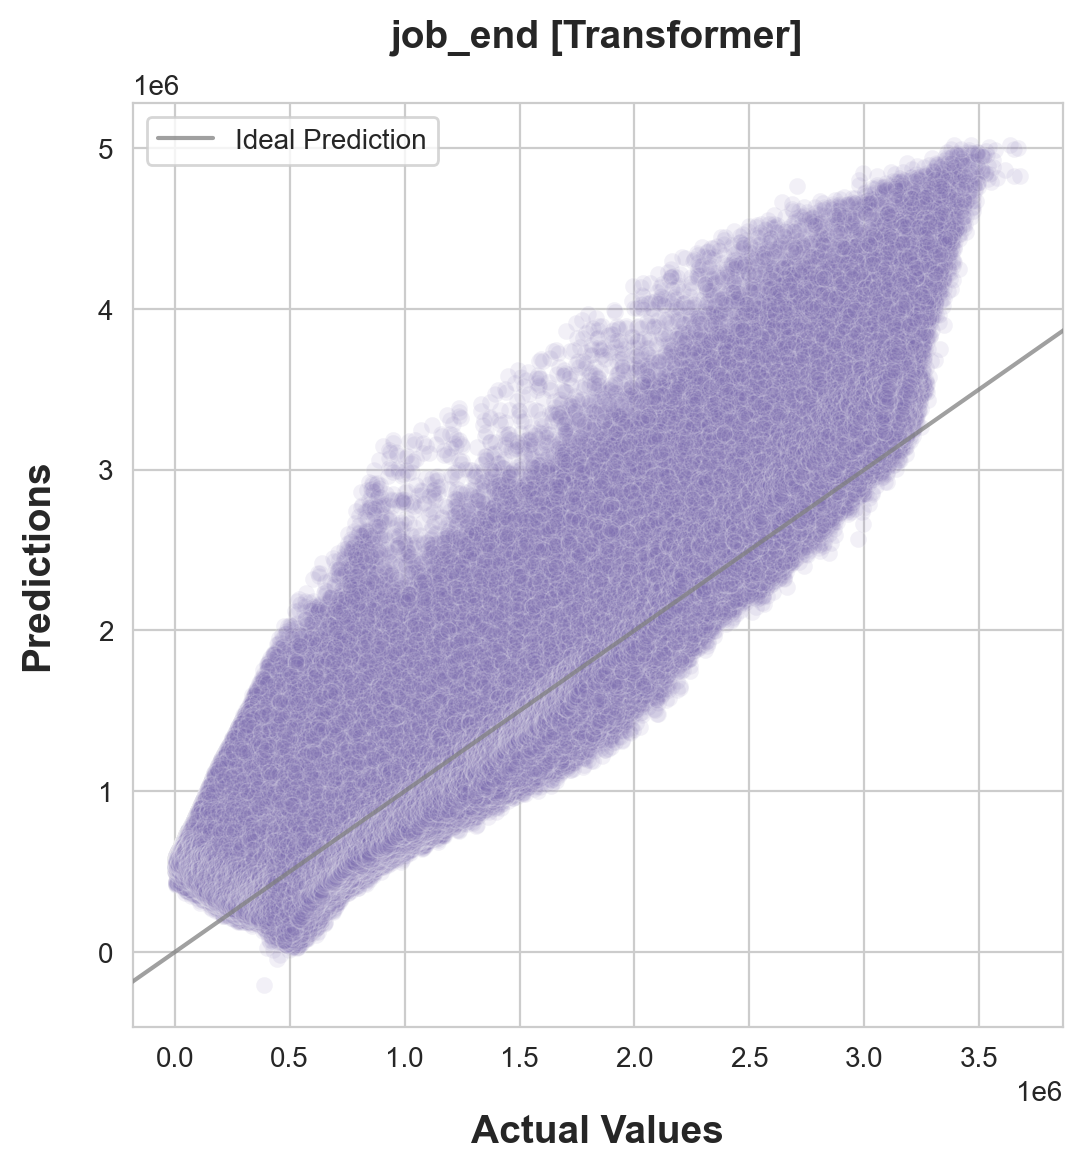 job_end [Transformer]
1e6
Ideal Prediction
5
4
3
2
1
0
Predictions
0.0 0.5 1.0 1.5 2.0 2.5 3.0 3.5
1e6
Actual Values